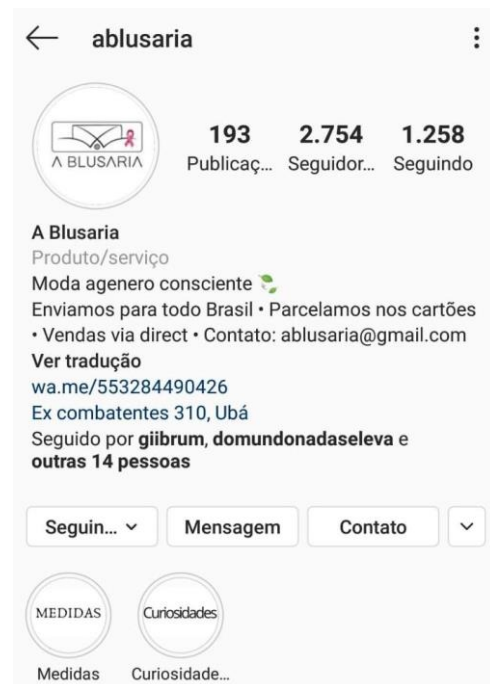 ablusaria
A BLUSARIA
193 2.754 1.258
Publicaç... Seguidor... Seguindo
A Blusaria
Produto/serviço
Moda agenero consciente
Enviamos para todo Brasil • Parcelamos nos cartões
• Vendas via direct • Contato: ablusaria@gmail.com
Ver tradução
wa.me/553284490426
Ex combatentes 310, Ubá
Seguido por giibrum, domundonadaseleva e
outras 14 pessoas
Seguin... Mensagem Contato
MEDIDAS Curiosidades
Medidas Curiosidade...